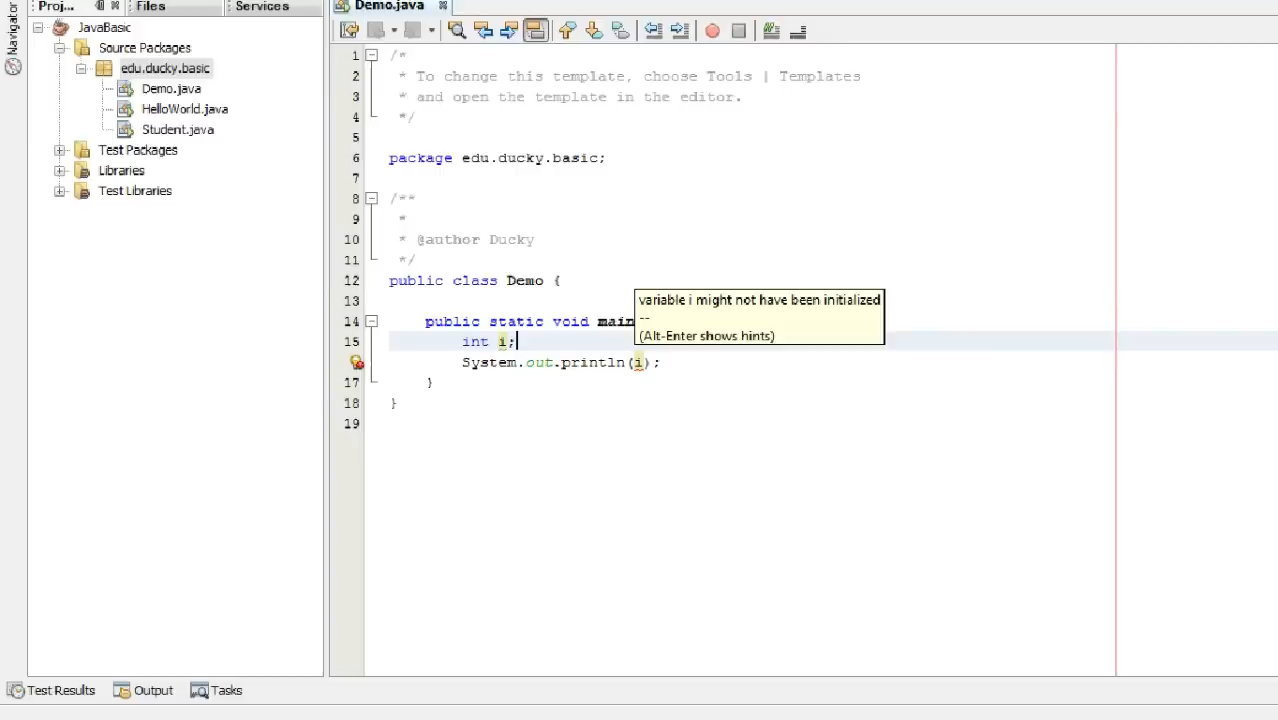 Navigator
Proj...
Files
Services
JavaBasic
Source Packages
edu.ducky.basic
Demo.java
HelloWorld.java
Student.java
Test Packages
Libraries
Test Libraries
Demo.java
1 /*
2 * To change this template, choose Tools | Templates
3 * and open the template in the editor.
4 */
5
6 package edu.ducky.basic;
7
8 /**
9 *
10 * @author Ducky
11 */
12 public class Demo {
13
14 public static void main
15 int i;
System.out.println(i);
17 }
18 }
19
variable i might not have been initialized
--
(Alt-Enter shows hints)
Test Results Output Tasks